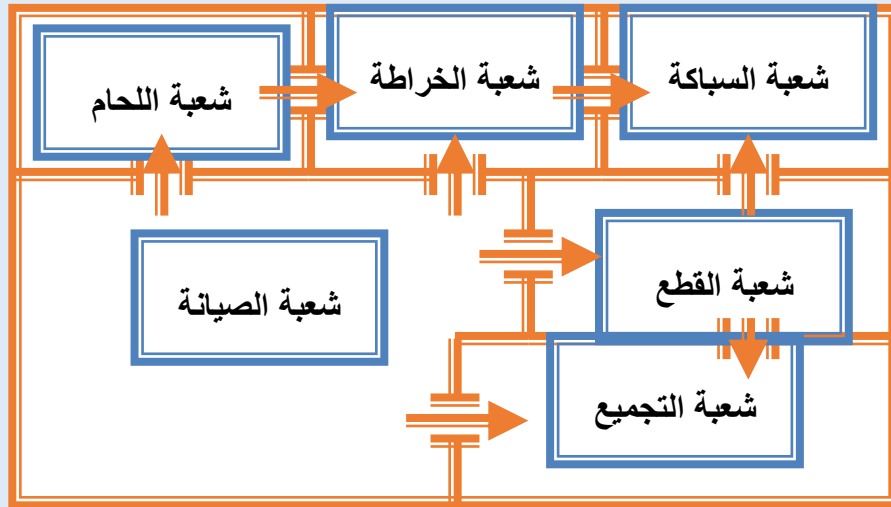 شعبة السباكة
شعبة الخراطة
شعبة اللحام
شعبة القطع
شعبة الصيانة
شعبة التجميع